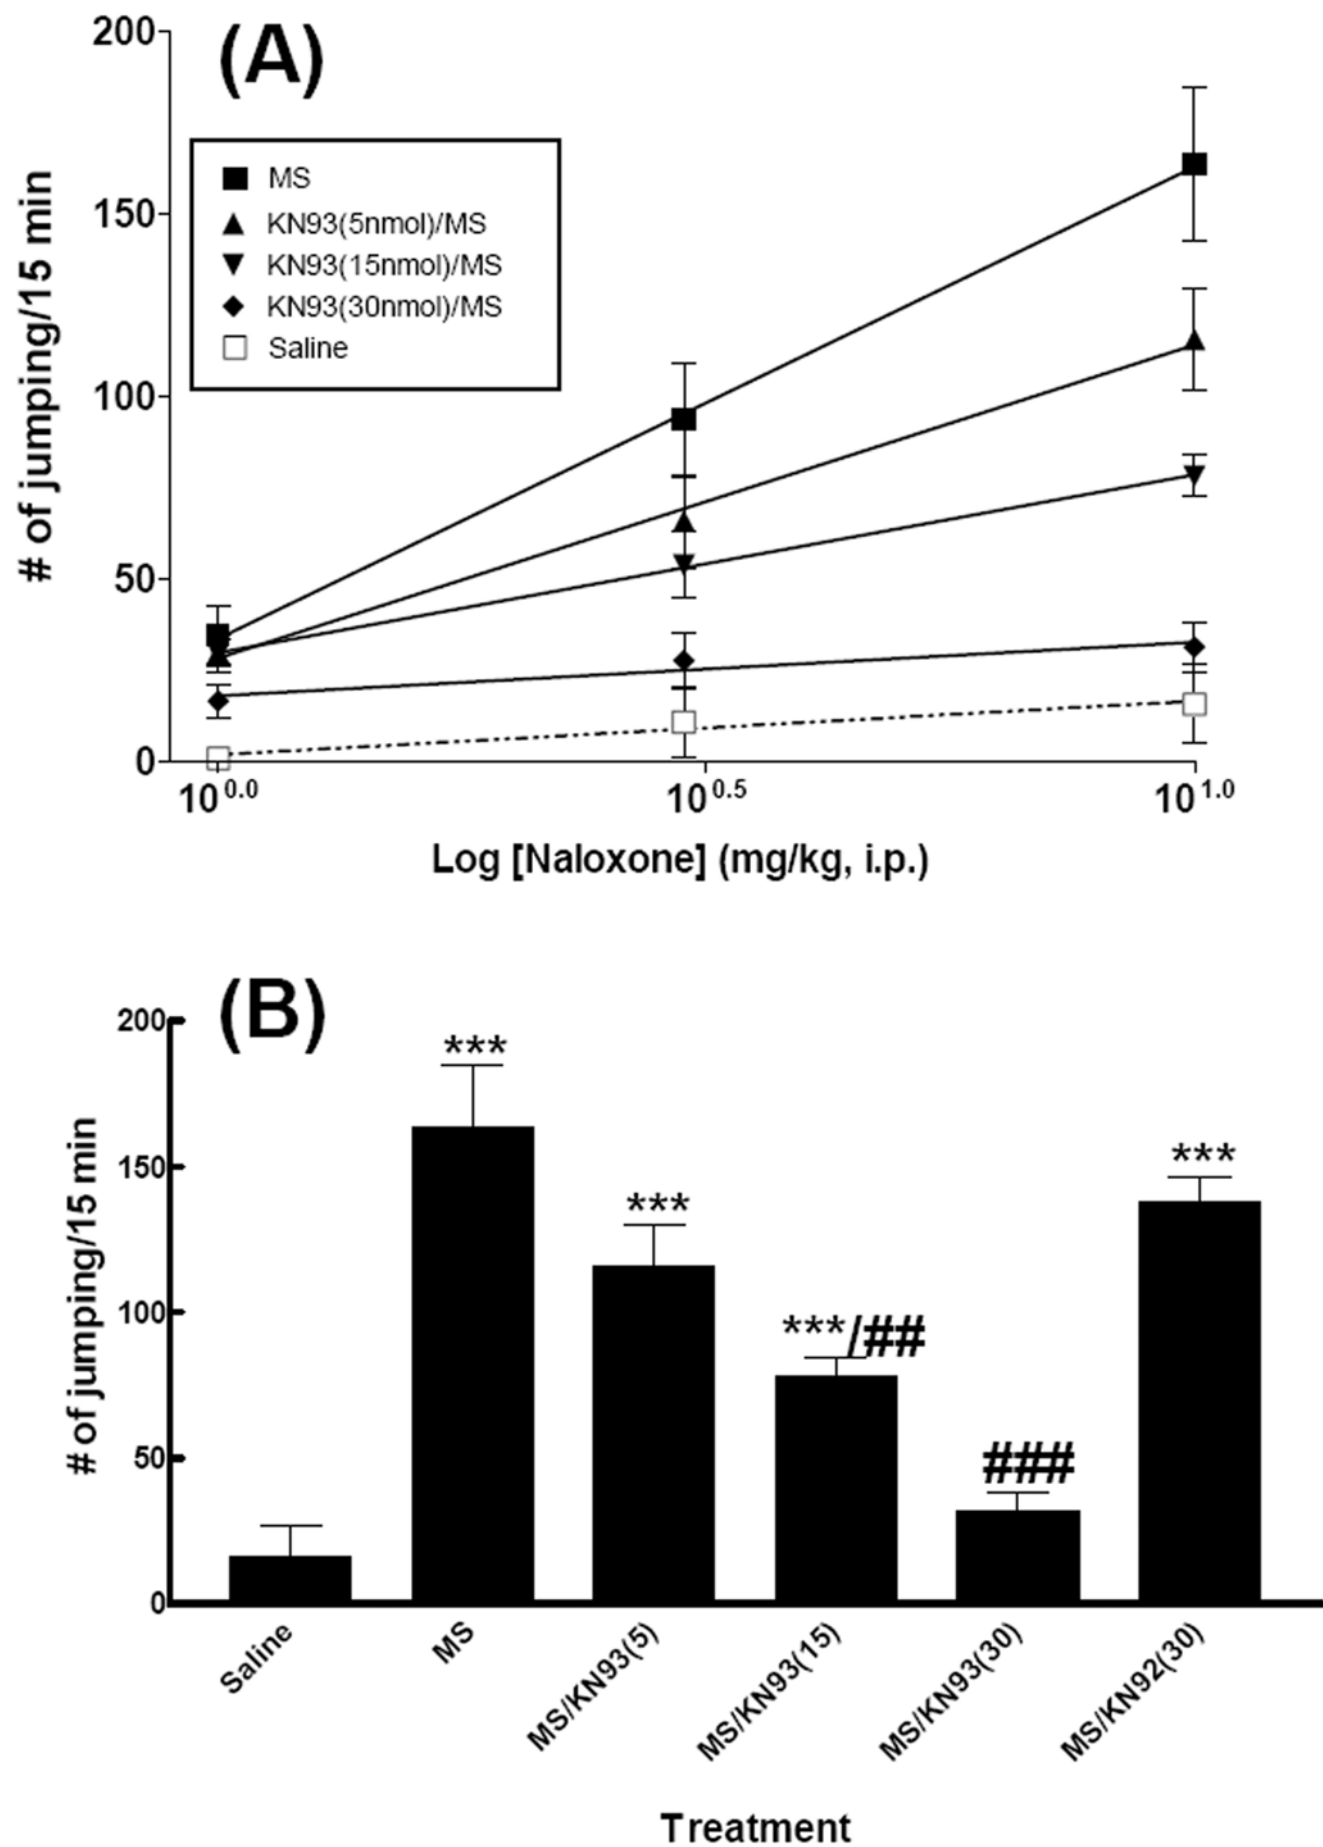 (A)
200
150
100
50
0
# of jumping/15 min
MS
KN93(5nmol)/MS
KN93(15nmol)/MS
KN93(30nmol)/MS
Saline
10^0.0 10^0.5 10^1.0
Log [Naloxone] (mg/kg, i.p.)
(B)
200
150
100
50
0
# of jumping/15 min
***
***
***/##
###
***
Saline
MS
MS/KN93(5)
MS/KN93(15)
MS/KN93(30)
MS/KN92(30)
Treatment